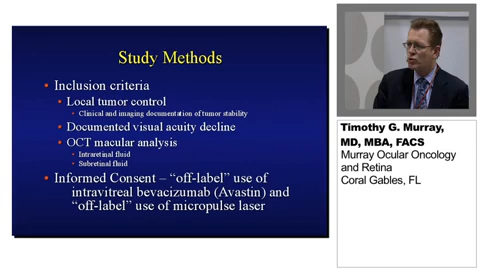 Study Methods
• Inclusion criteria
• Local tumor control
• Clinical and imaging documentation of tumor stability
• Documented visual acuity decline
• OCT macular analysis
• Intraretinal fluid
• Subretinal fluid
• Informed Consent – “off-label” use of
intravitreal bevacizumab (Avastin) and
“off-label” use of micropulse laser
Timothy G. Murray,
MD, MBA, FACS
Murray Ocular Oncology
and Retina
Coral Gables, FL